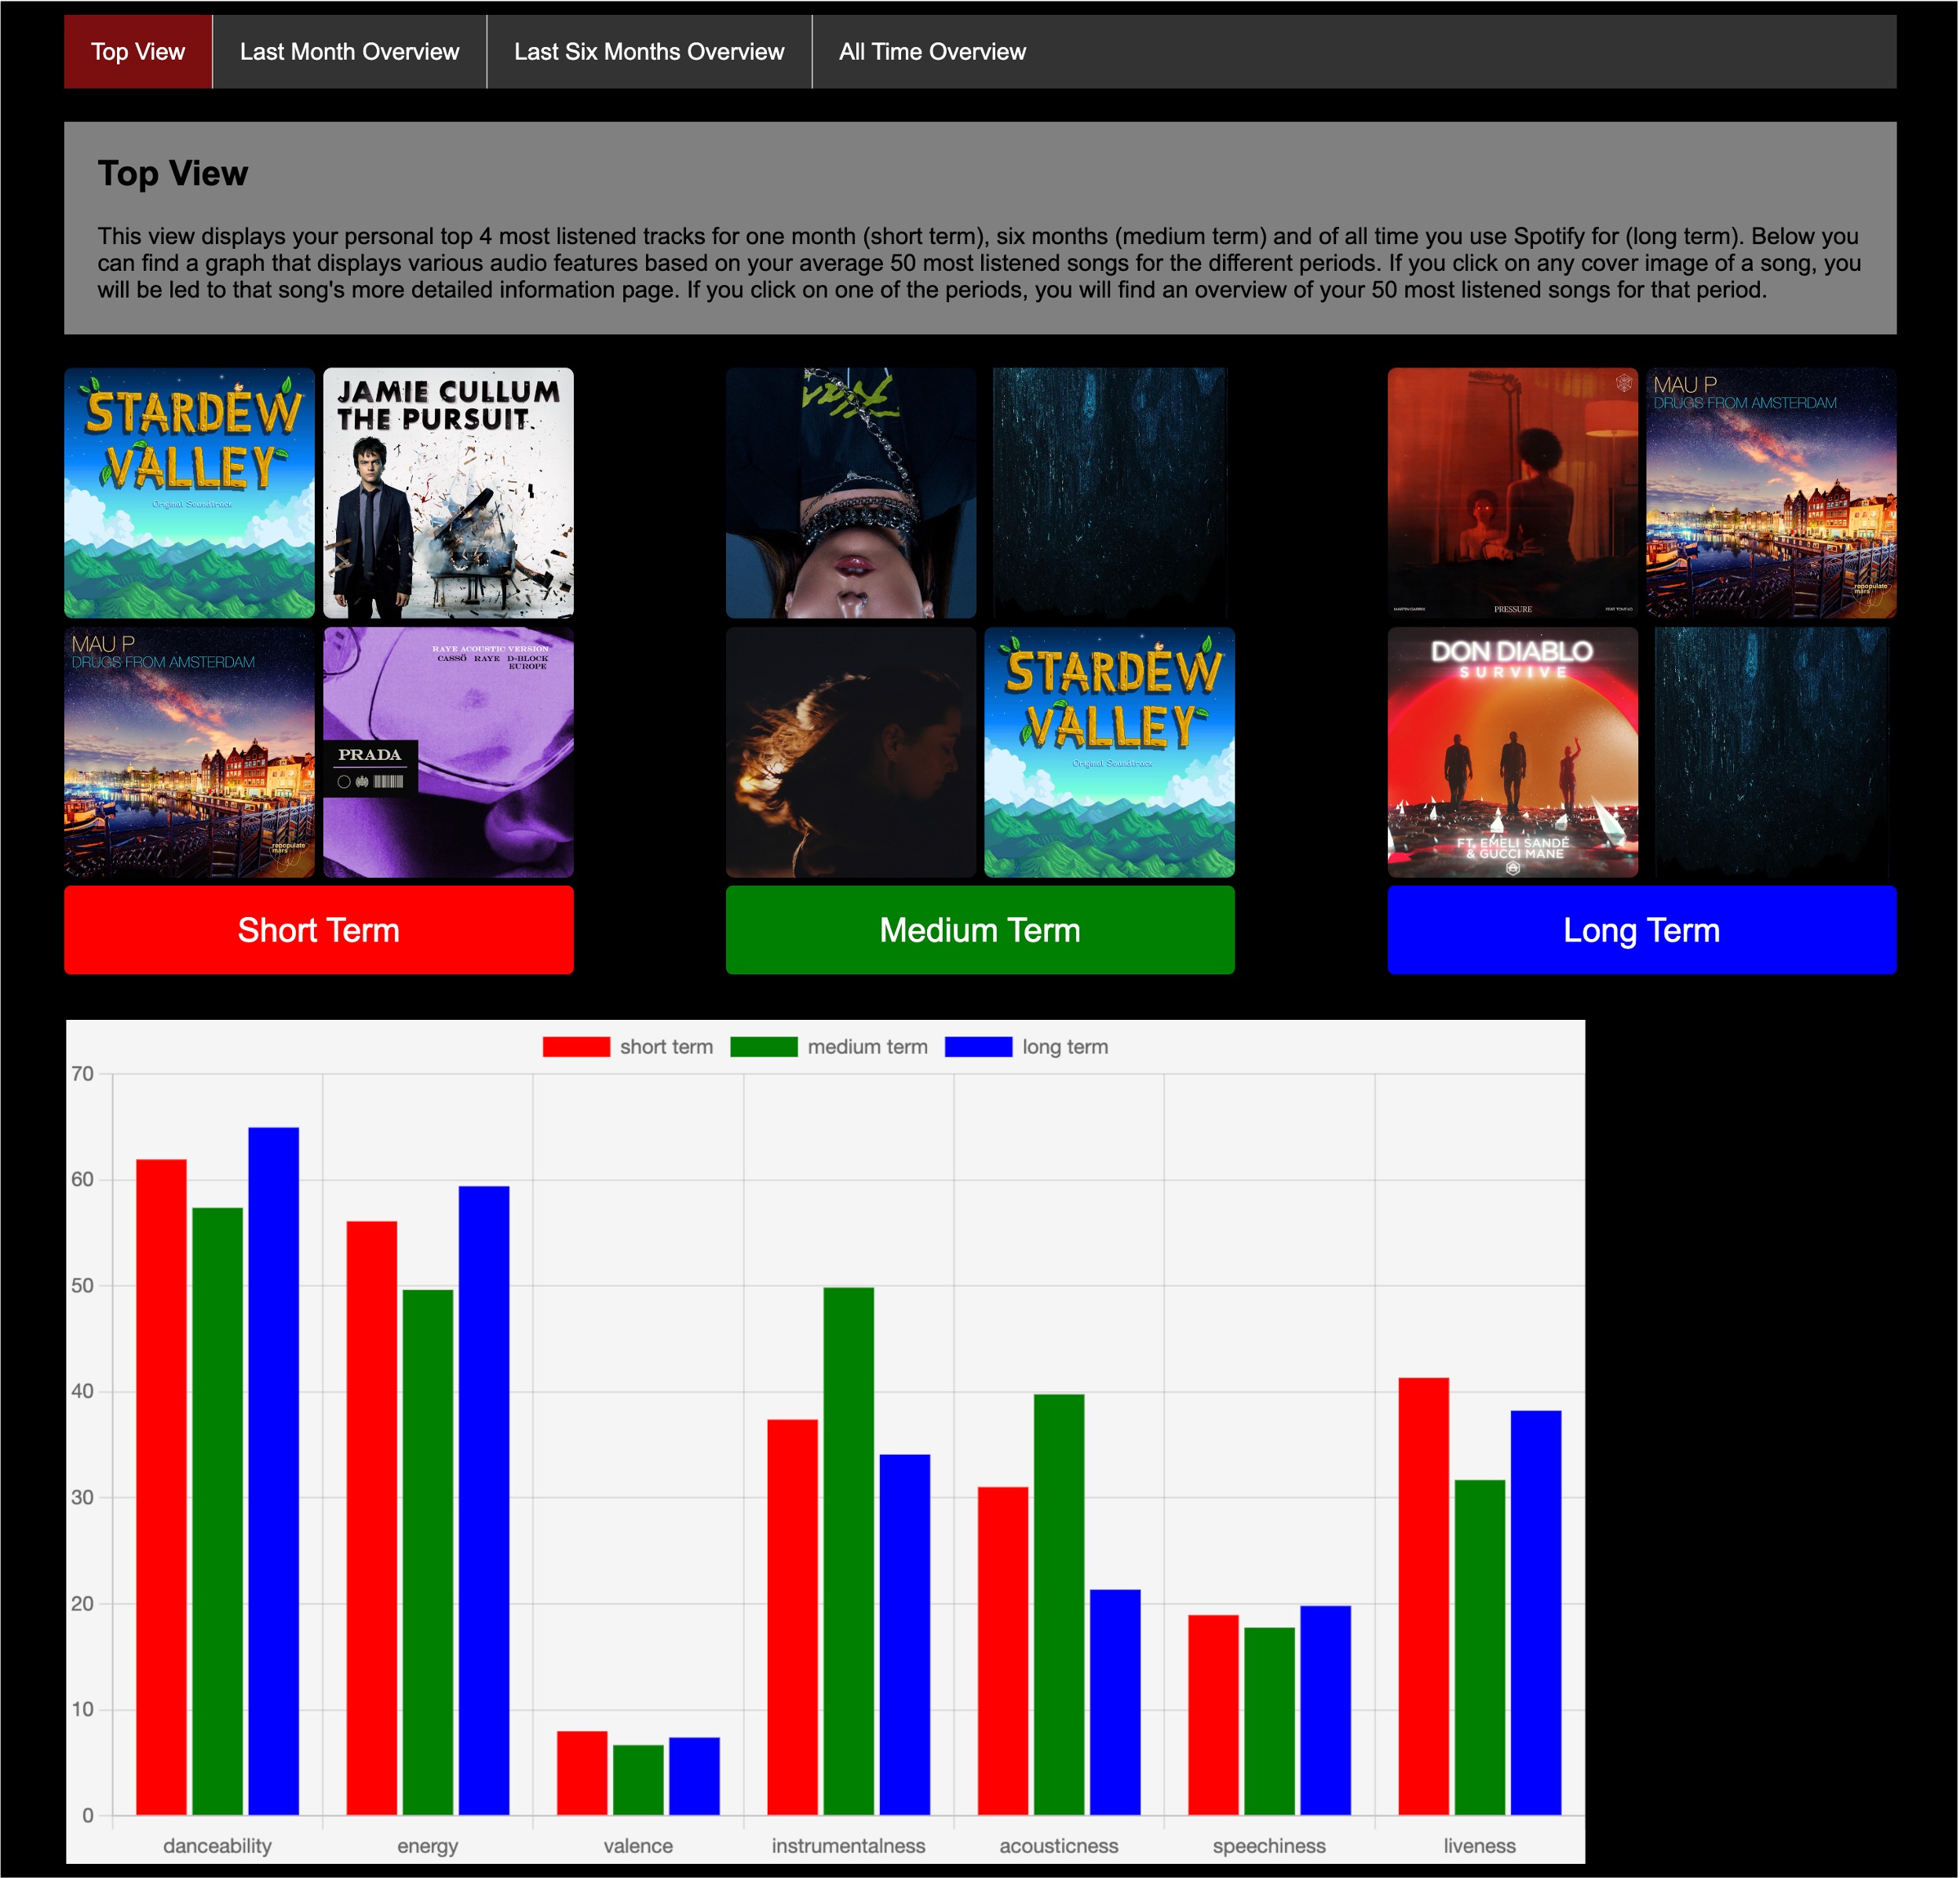 Top View
Last Month Overview
Last Six Months Overview
All Time Overview
Top View
This view displays your personal top 4 most listened tracks for one month (short term), six months (medium term) and of all time you use Spotify for (long term). Below you
can find a graph that displays various audio features based on your average 50 most listened songs for the different periods. If you click on any cover image of a song, you
will be led to that song's more detailed information page. If you click on one of the periods, you will find an overview of your 50 most listened songs for that period.
STARDEW
VALLEY
Original Soundtrack
JAMIE CULLUM
THE PURSUIT
MAU P
DRUGS FROM AMSTERDAM
repopulate
mars
RAYE ACOUSTIC VERSION
CASSÖ RAYE D-BLOCK
EUROPE
PRADA
Short Term
STARDEW
VALLEY
Original Soundtrack
Medium Term
MARTIN GARRIX
PRESSURE
FEAT. TOVE LO
MAU P
DRUGS FROM AMSTERDAM
repopulate
mars
DON DIABLO
SURVIVE
FT. EMELI SANDÉ
& GUCCI MANE
Long Term
short term
medium term
long term
70
60
50
40
30
20
10
0
danceability
energy
valence
instrumentalness
acousticness
speechiness
liveness